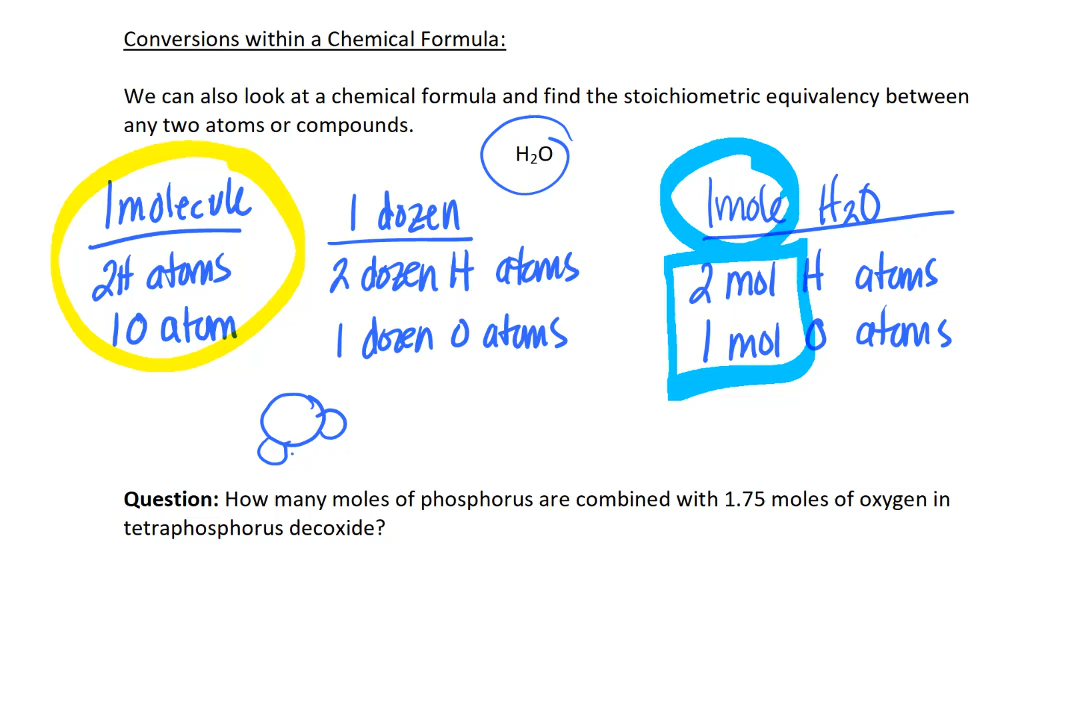 Conversions within a Chemical Formula:
We can also look at a chemical formula and find the stoichiometric equivalency between
any two atoms or compounds.
H₂O
1 molecule
2H atoms
1O atom
1 dozen
2 dozen H atoms
1 dozen O atoms
1 mole H₂O
2 mol H atoms
1 mol O atoms
Question: How many moles of phosphorus are combined with 1.75 moles of oxygen in
tetraphosphorus decoxide?